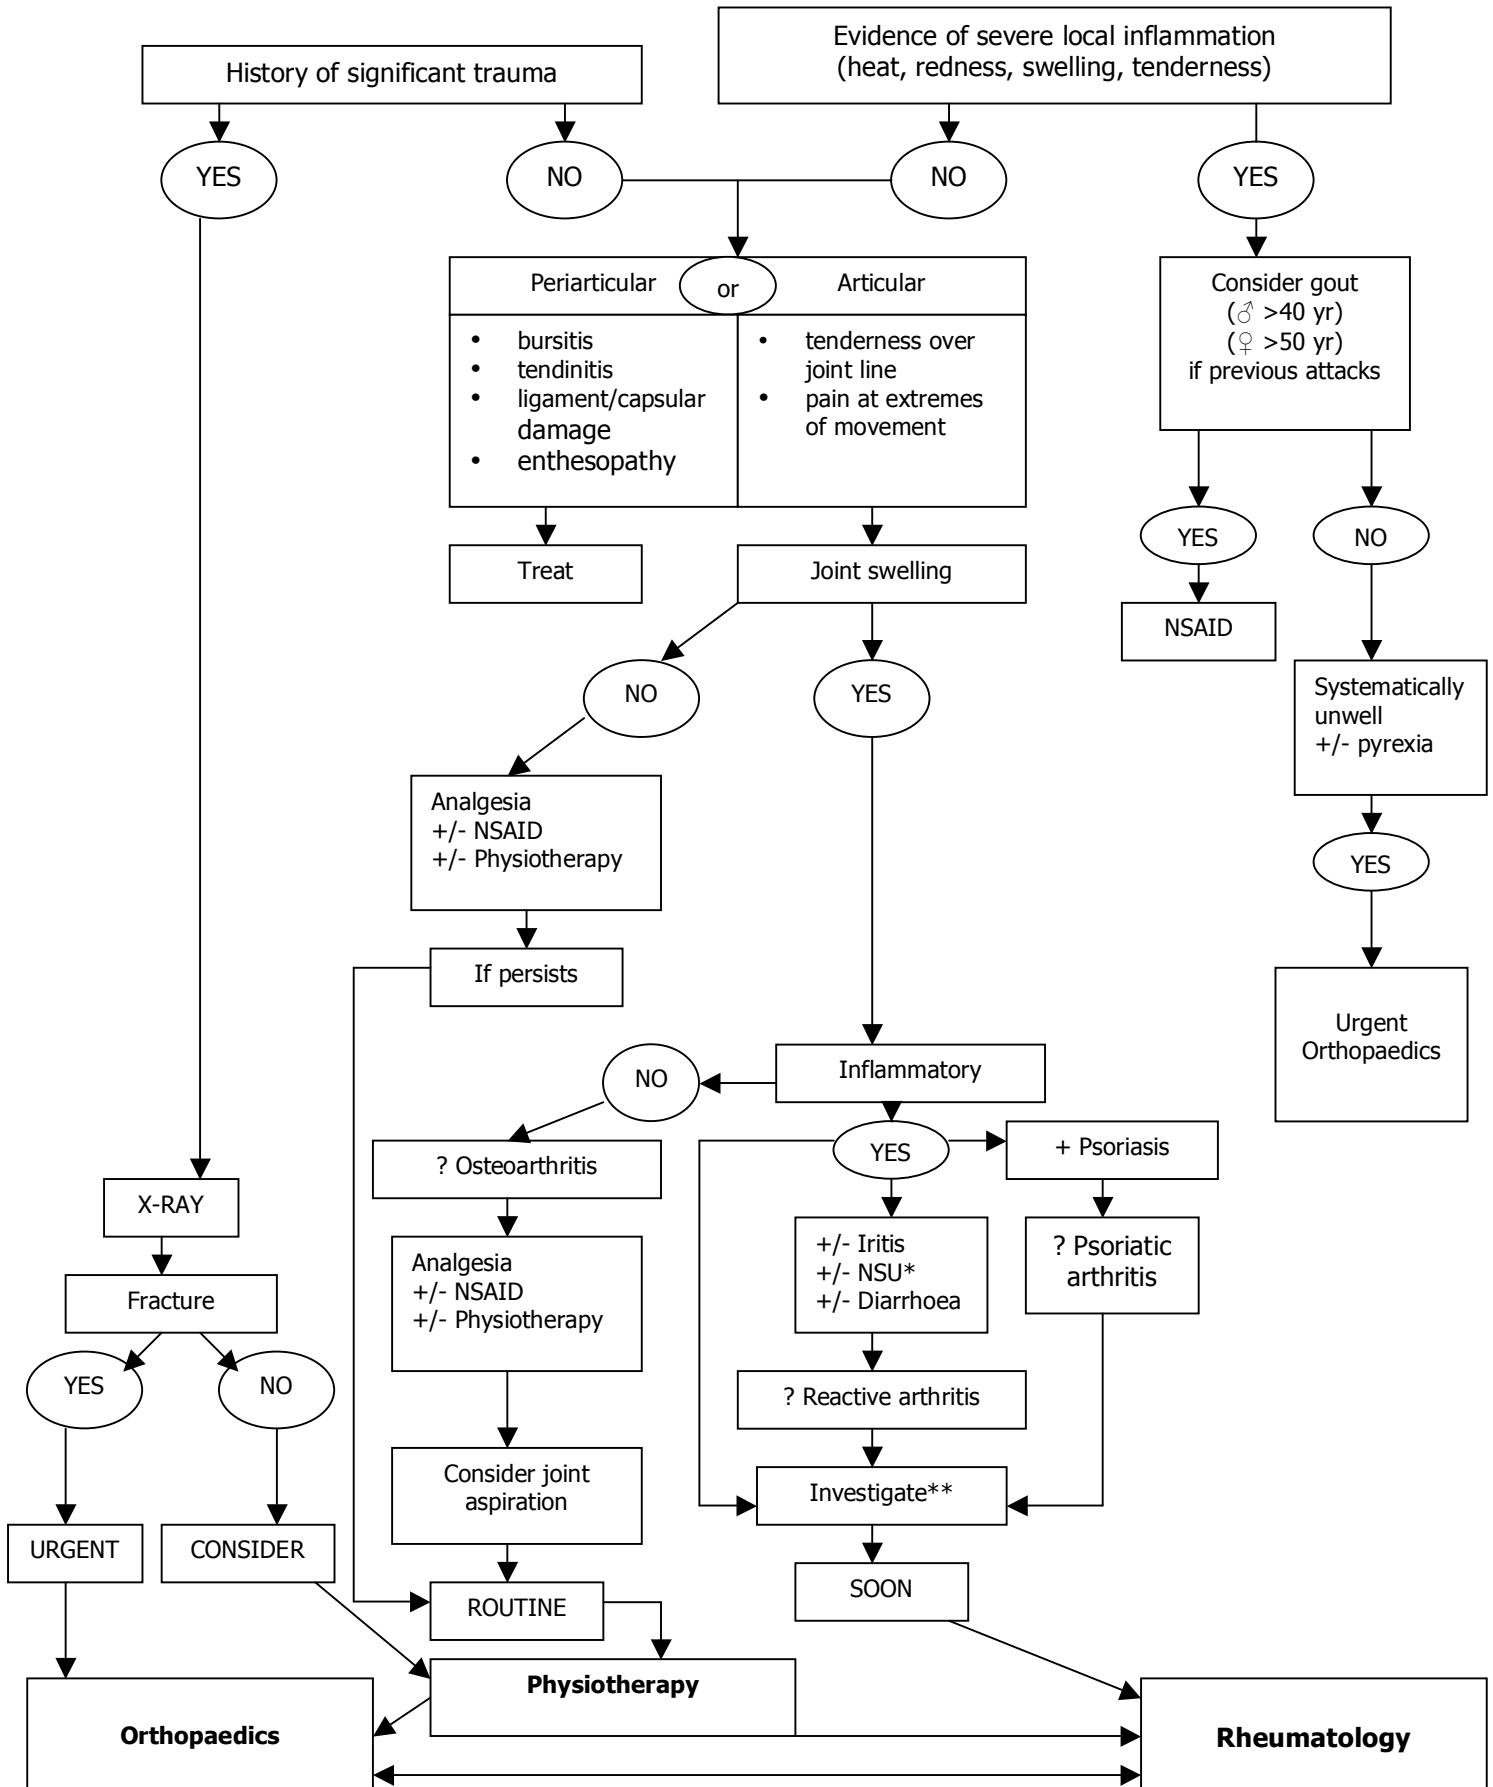 History of significant trauma
Evidence of severe local inflammation
(heat, redness, swelling, tenderness)
YES
NO
NO
YES
Periarticular
or
Articular
• bursitis
• tendinitis
• ligament/capsular
damage
• enthesopathy
• tenderness over
joint line
• pain at extremes
of movement
Consider gout
(♂ >40 yr)
(♀ >50 yr)
if previous attacks
YES
NO
Treat
Joint swelling
NSAID
NO
YES
Systematically
unwell
+/- pyrexia
Analgesia
+/- NSAID
+/- Physiotherapy
YES
If persists
Urgent
Orthopaedics
Inflammatory
NO
YES
+ Psoriasis
? Osteoarthritis
X-RAY
+/- Iritis
+/- NSU*
+/- Diarrhoea
? Psoriatic
arthritis
Analgesia
+/- NSAID
+/- Physiotherapy
Fracture
YES
NO
? Reactive arthritis
Consider joint
aspiration
Investigate**
URGENT
CONSIDER
ROUTINE
SOON
Physiotherapy
Orthopaedics
Rheumatology